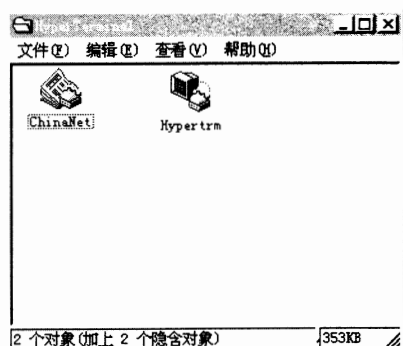 文件(F) 编辑(E) 查看(V) 帮助(H)
ChinaNet Hypertrm
2 个对象(加上 2 个隐含对象) 353KB